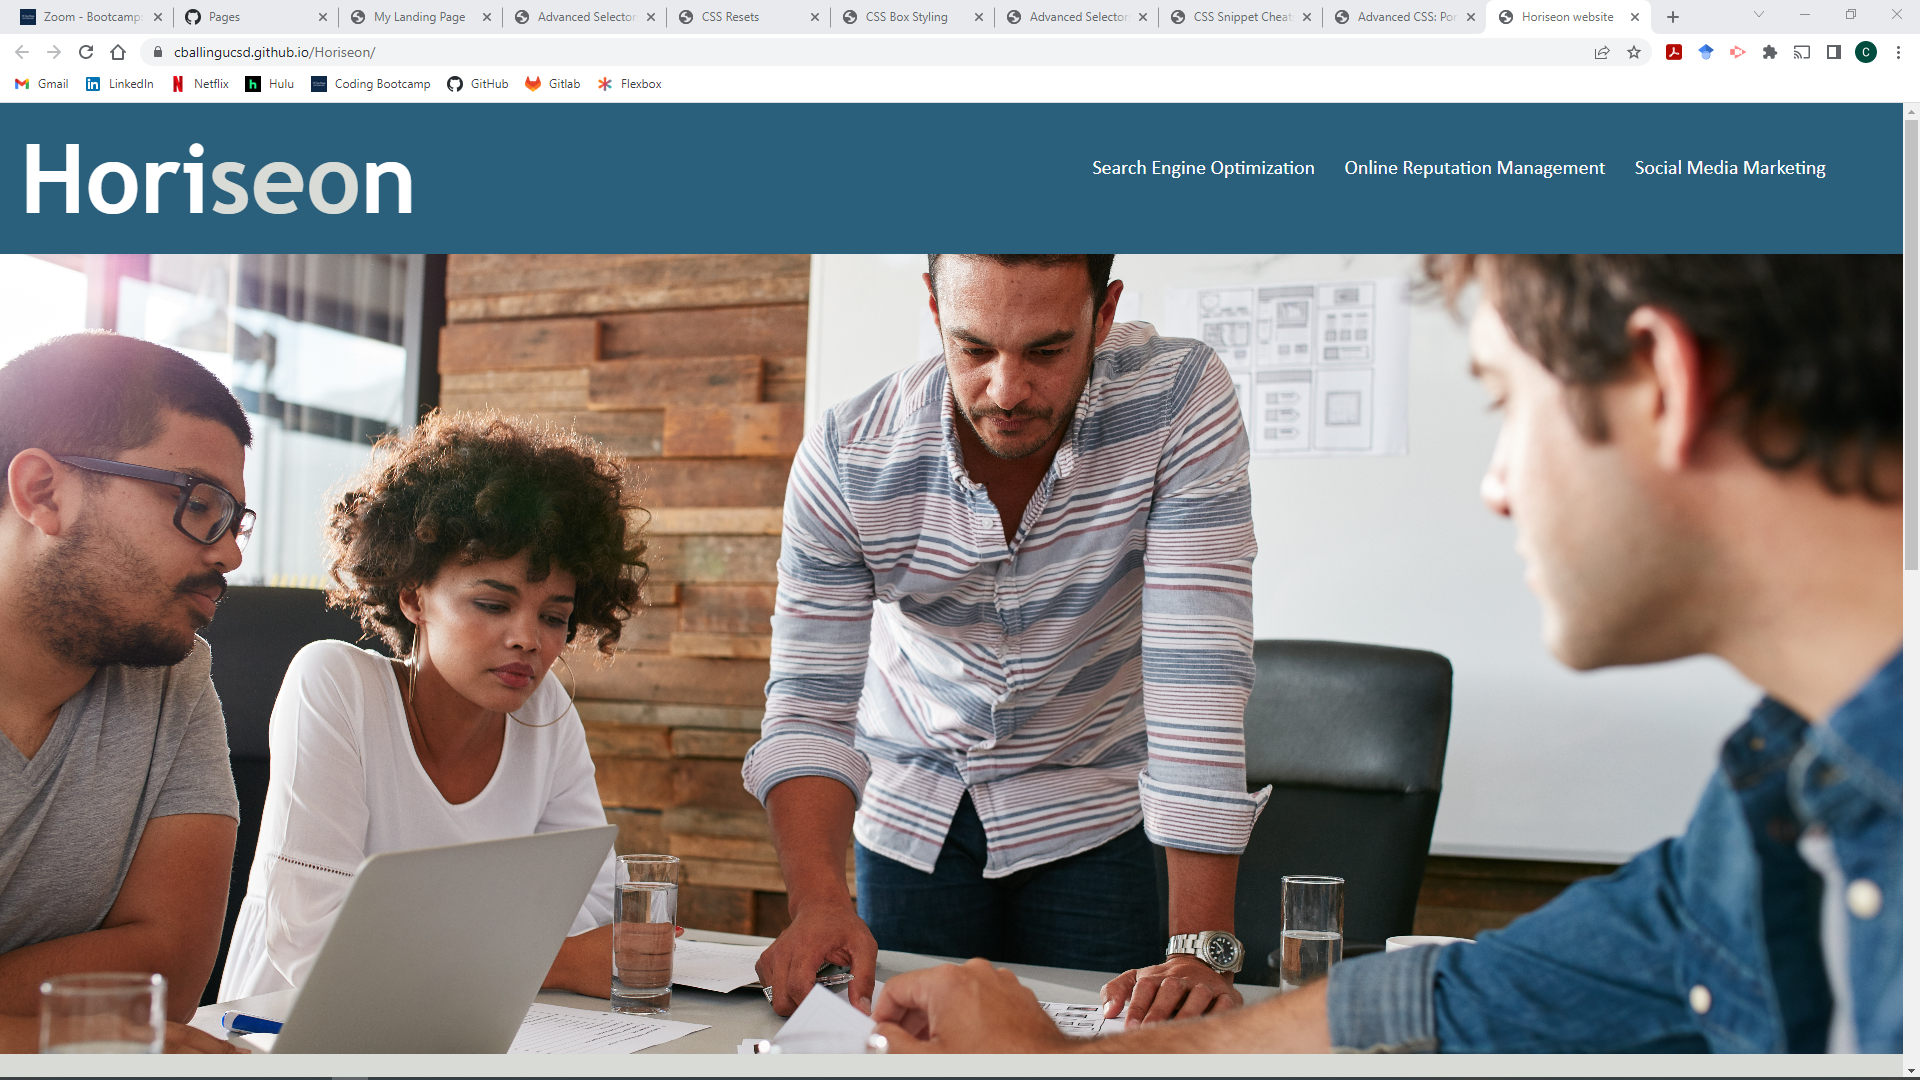 Zoom - Bootcamp: Pages My Landing Page Advanced Selector CSS Resets CSS Box Styling Advanced Selector CSS Snippet Cheat Advanced CSS: Por Horiseon website
cballingucsd.github.io/Horiseon/ C
Gmail LinkedIn Netflix Hulu Coding Bootcamp GitHub Gitlab Flexbox
Horiseon Search Engine Optimization Online Reputation Management Social Media Marketing